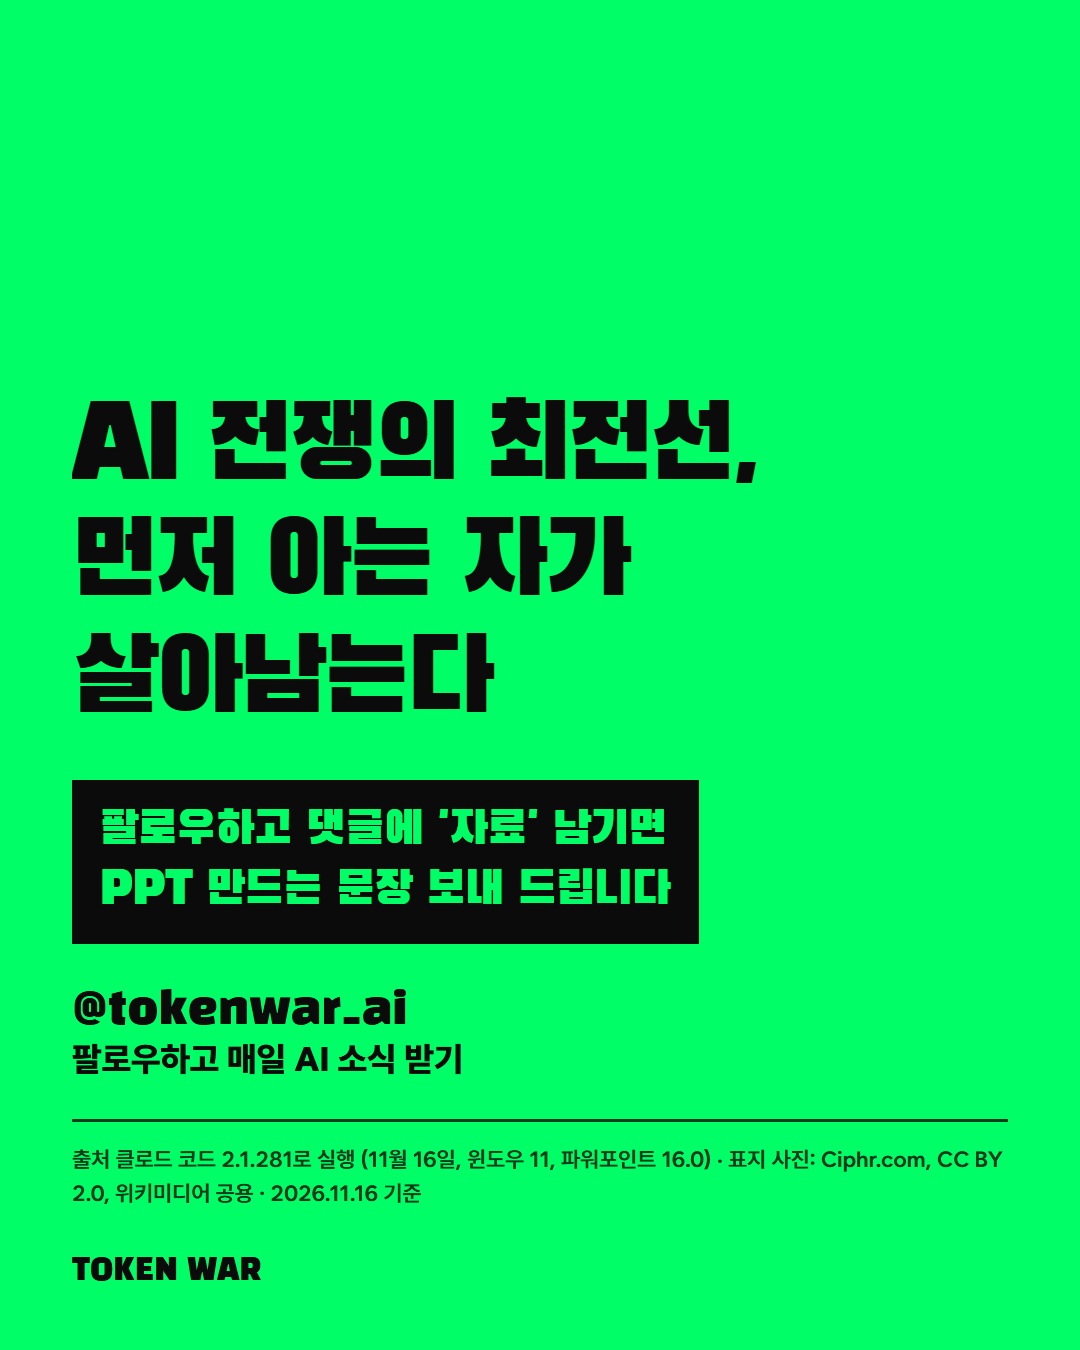 AI 전쟁의 최전선,
먼저 아는 자가
살아남는다
팔로우하고 댓글에 '자료' 남기면
PPT 만드는 문장 보내 드립니다
@tokenwar_ai
팔로우하고 매일 AI 소식 받기
출처 클로드 코드 2.1.281로 실행 (11월 16일, 윈도우 11, 파워포인트 16.0) · 표지 사진: Ciphr.com, CC BY
2.0, 위키미디어 공용 · 2026.11.16 기준
TOKEN WAR